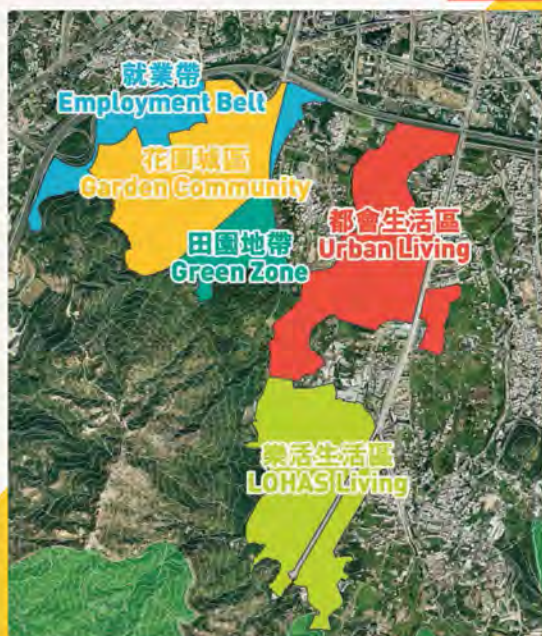 就業帶
Employment Belt
花園城區
Garden Community
田園地帶
Green Zone
都會生活區
Urban Living
樂活生活區
LOHAS Living